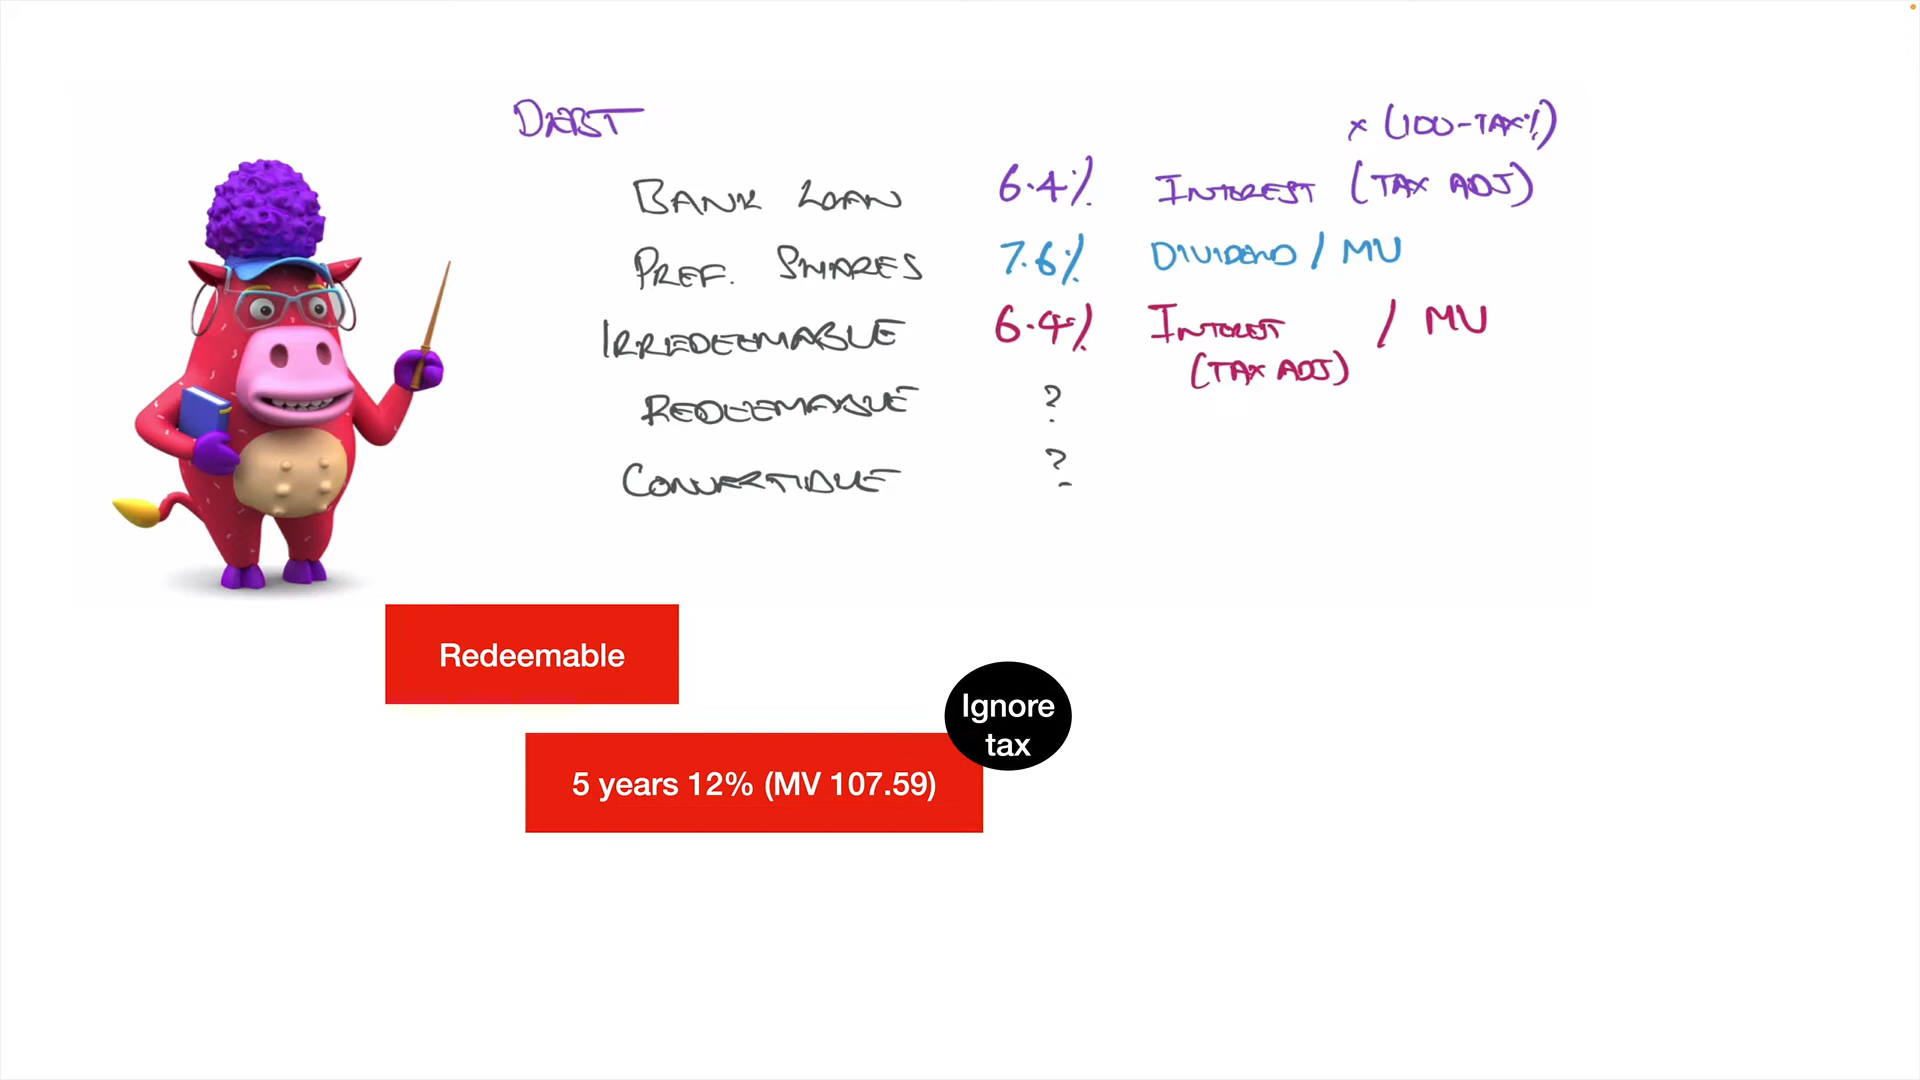 DEBT
× (100-TAX%)
BANK LOAN 6.4% INTEREST (TAX ADJ)
PREF. SHARES 7.6% DIVIDEND / MV
IRREDEEMABLE 6.4% INTEREST / MV
(TAX ADJ)
REDEEMABLE ?
CONVERTIBLE ?
Redeemable
Ignore
tax
5 years 12% (MV 107.59)